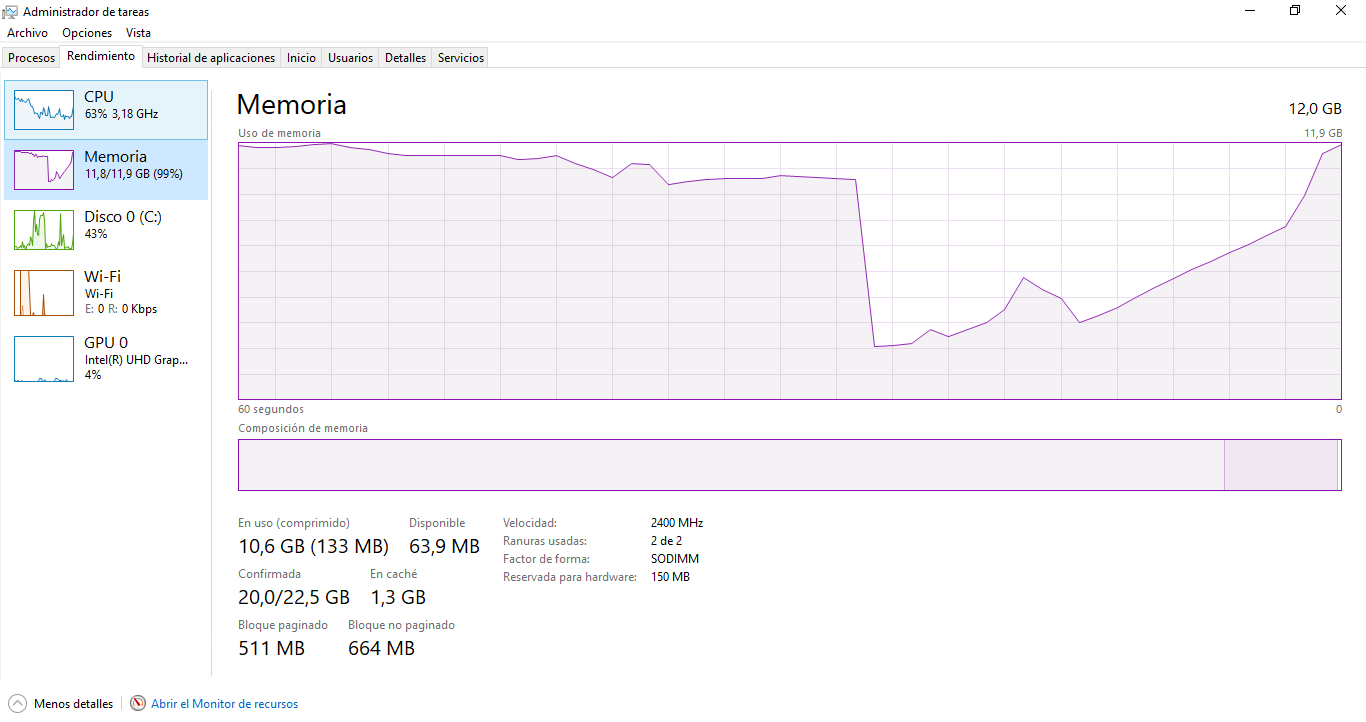 Administrador de tareas
Archivo Opciones Vista
Procesos Rendimiento Historial de aplicaciones Inicio Usuarios Detalles Servicios
CPU
63% 3,18 GHz
Memoria
11,8/11,9 GB (99%)
Disco 0 (C:)
43%
Wi-Fi
Wi-Fi
E: 0 R: 0 Kbps
GPU 0
Intel(R) UHD Grap...
4%
Memoria 12,0 GB
Uso de memoria 11,9 GB
60 segundos 0
Composición de memoria
En uso (comprimido) Disponible
10,6 GB (133 MB) 63,9 MB
Confirmada En caché
20,0/22,5 GB 1,3 GB
Bloque paginado Bloque no paginado
511 MB 664 MB
Velocidad: 2400 MHz
Ranuras usadas: 2 de 2
Factor de forma: SODIMM
Reservada para hardware: 150 MB
Menos detalles Abrir el Monitor de recursos